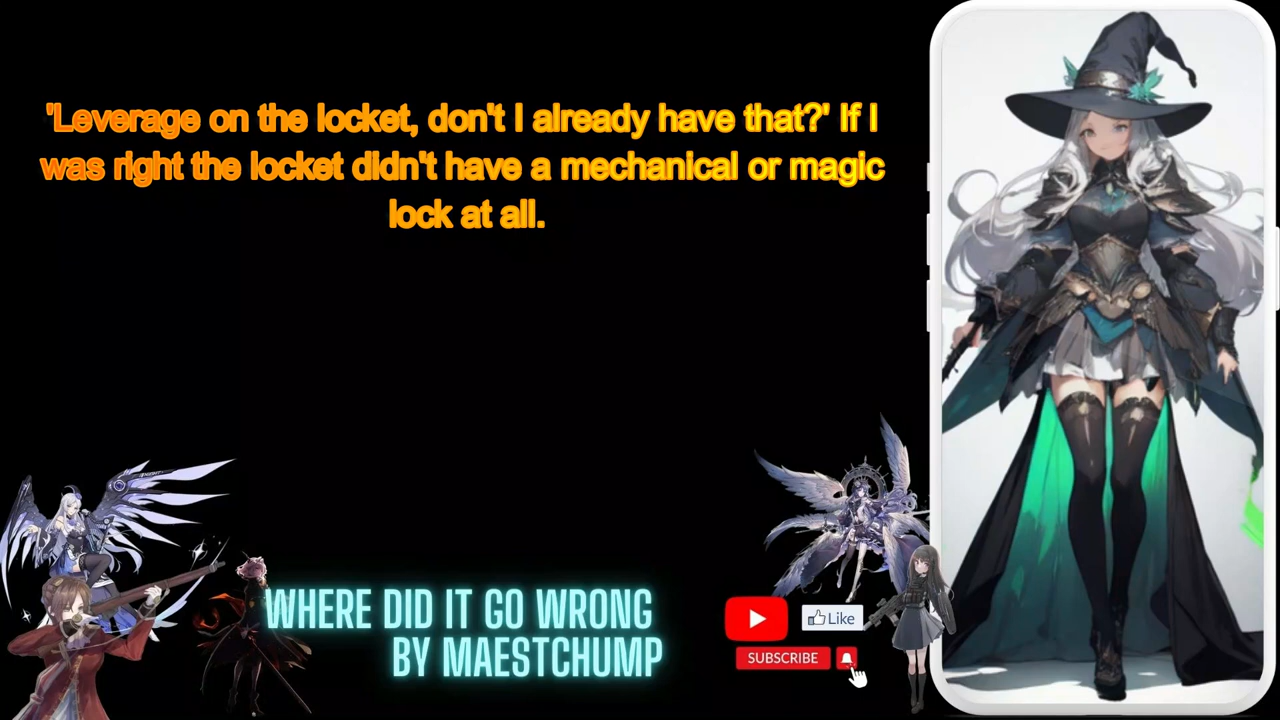 'Leverage on the locket, don't I already have that?' If I
was right the locket didn't have a mechanical or magic
lock at all.
WHERE DID IT GO WRONG
BY MAESTCHUMP
Like
SUBSCRIBE